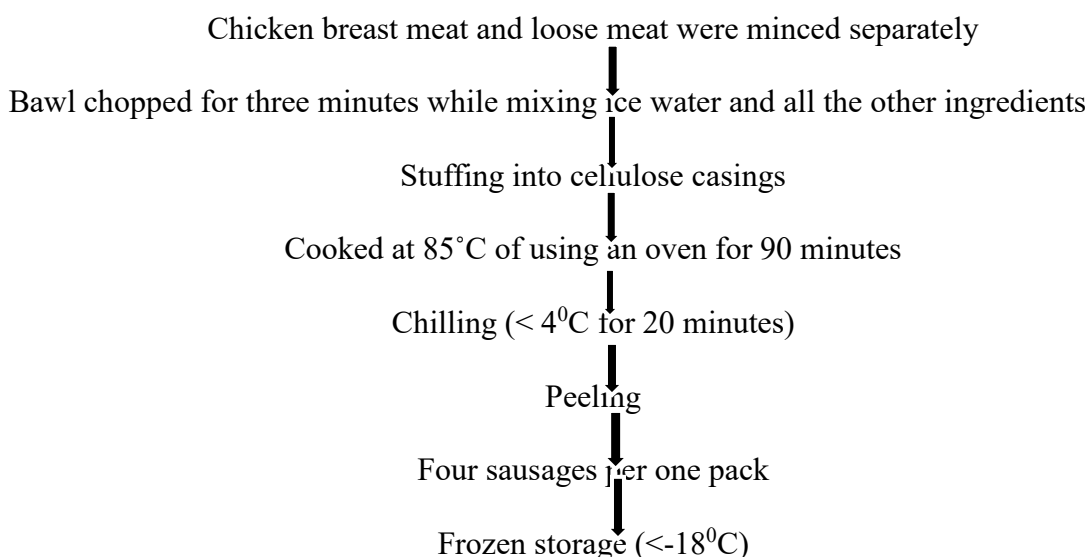 Chicken breast meat and loose meat were minced separately
Bawl chopped for three minutes while mixing ice water and all the other ingredients
Stuffing into cellulose casings
Cooked at 85˚C of using an oven for 90 minutes
Chilling (< 4⁰C for 20 minutes)
Peeling
Four sausages per one pack
Frozen storage (<-18⁰C)